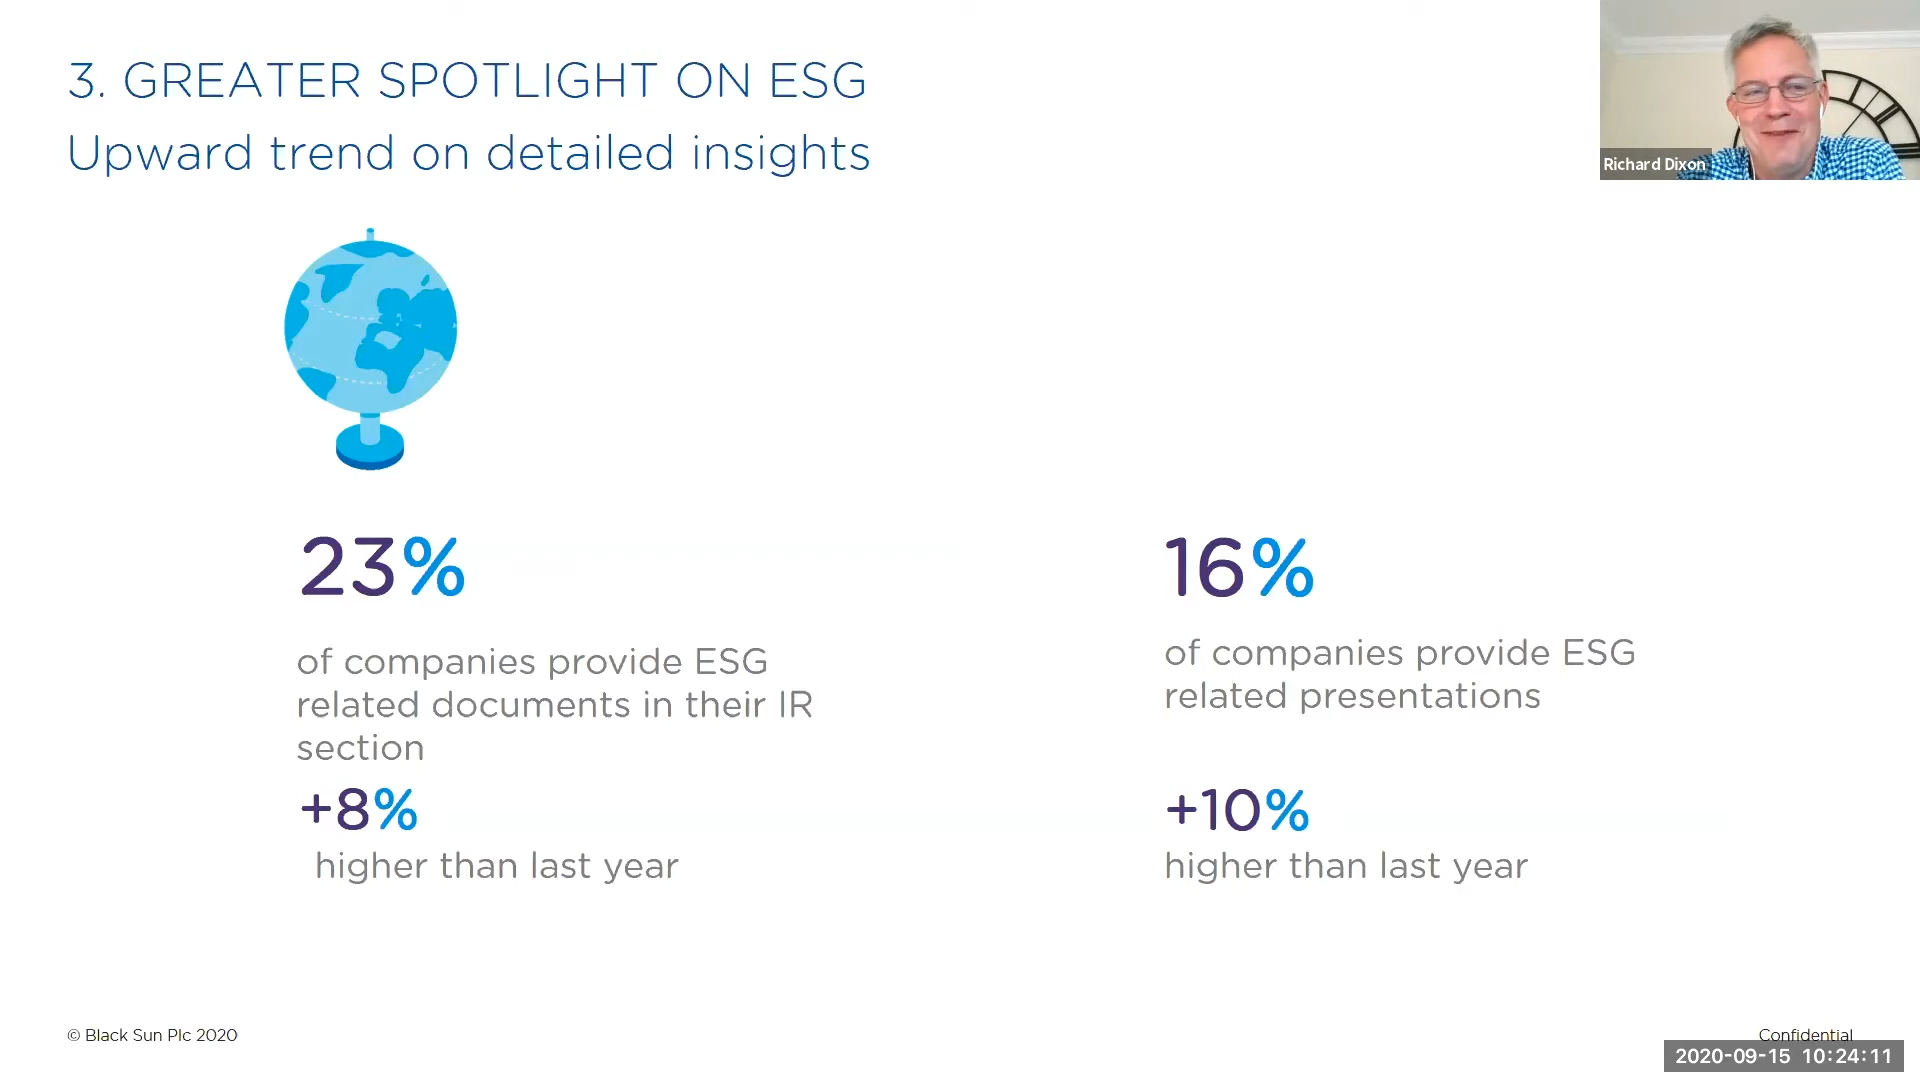 3. GREATER SPOTLIGHT ON ESG
Upward trend on detailed insights
Richard Dixon
23%
of companies provide ESG
related documents in their IR
section
+8%
higher than last year
16%
of companies provide ESG
related presentations
+10%
higher than last year
© Black Sun Plc 2020
Confidential
2020-09-15 10:24:11